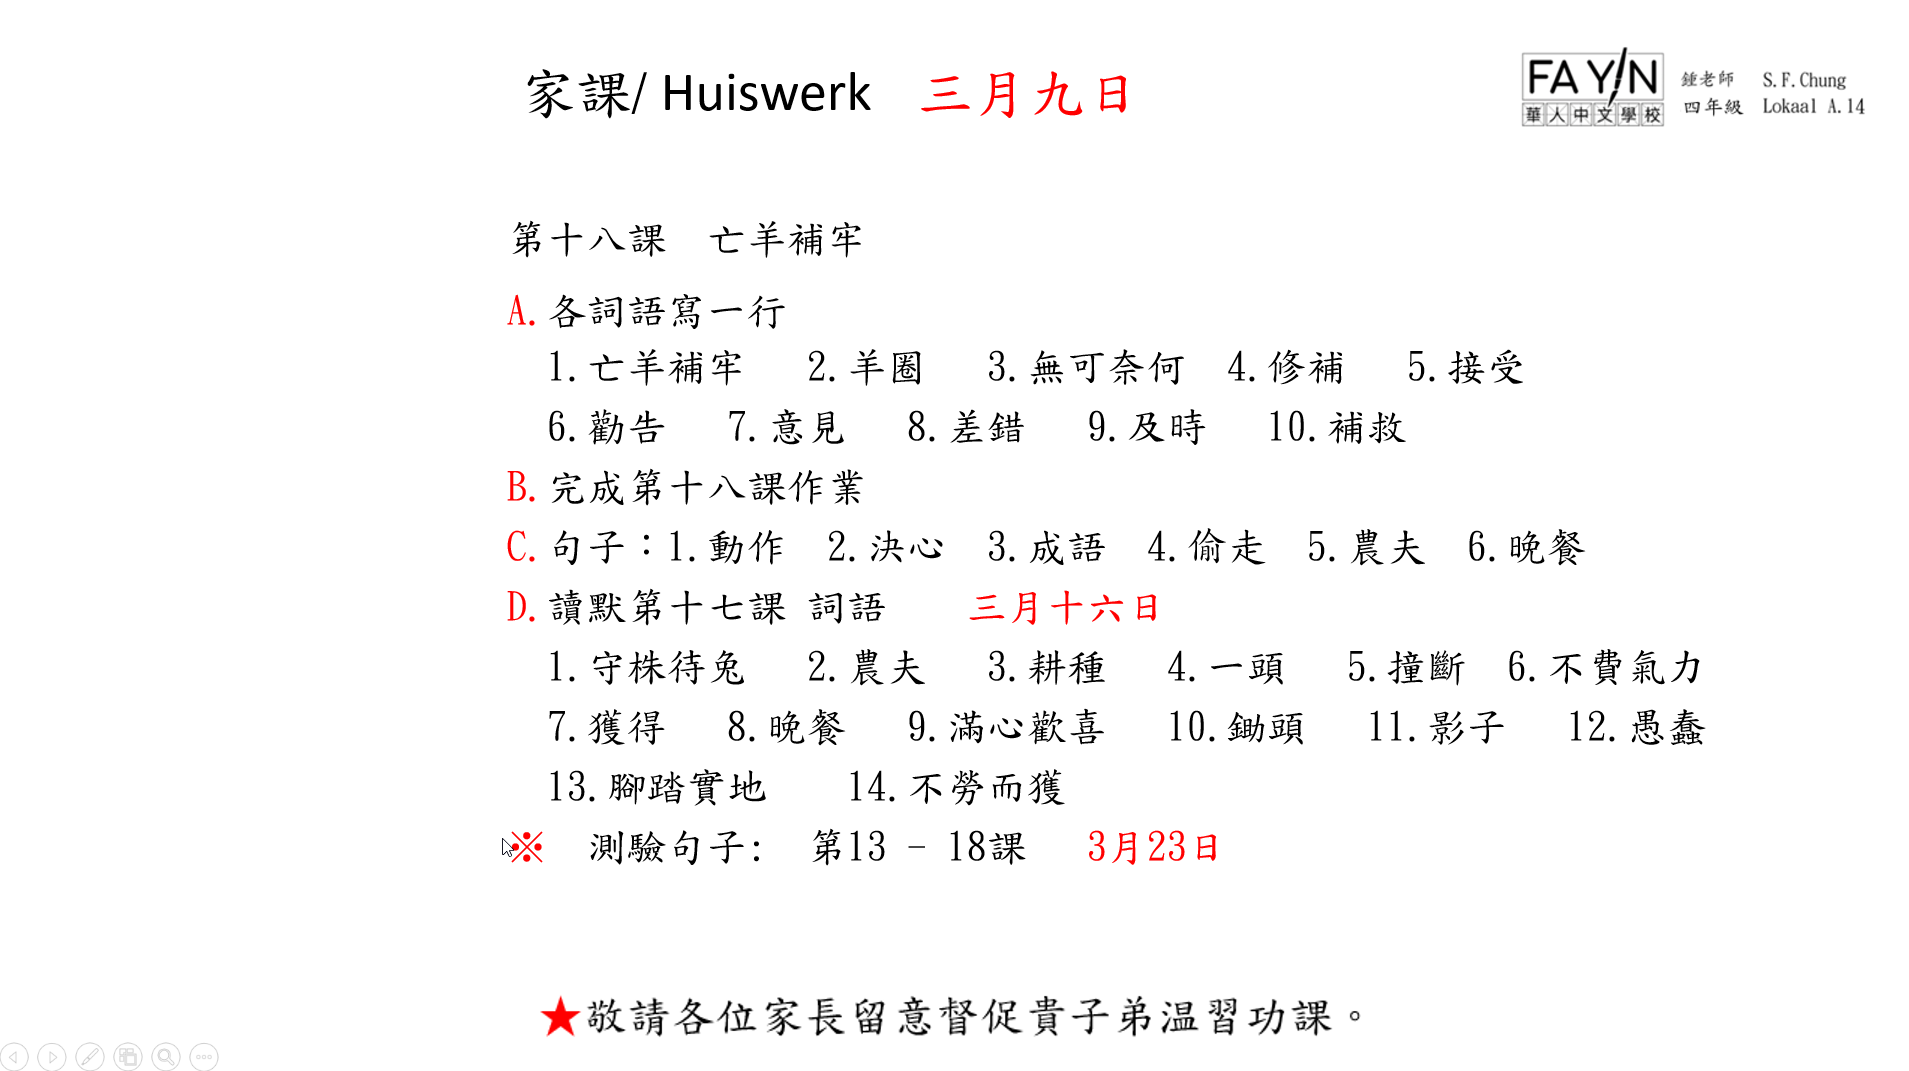 家課/ Huiswerk 三月九日
FAYIN
華人中文學校
鍾老師 S.F.Chung
四年級 Lokaal A.14
第十八課 亡羊補牢
A.各詞語寫一行
1.亡羊補牢 2.羊圈 3.無可奈何 4.修補 5.接受
6.勸告 7.意見 8.差錯 9.及時 10.補救
B.完成第十八課作業
C.句子：1.動作 2.決心 3.成語 4.偷走 5.農夫 6.晚餐
D.讀默第十七課 詞語 三月十六日
1.守株待兔 2.農夫 3.耕種 4.一頭 5.撞斷 6.不費氣力
7.獲得 8.晚餐 9.滿心歡喜 10.鋤頭 11.影子 12.愚蠢
13.腳踏實地 14.不勞而獲
※ 測驗句子: 第13 - 18課 3月23日
★敬請各位家長留意督促貴子弟温習功課。